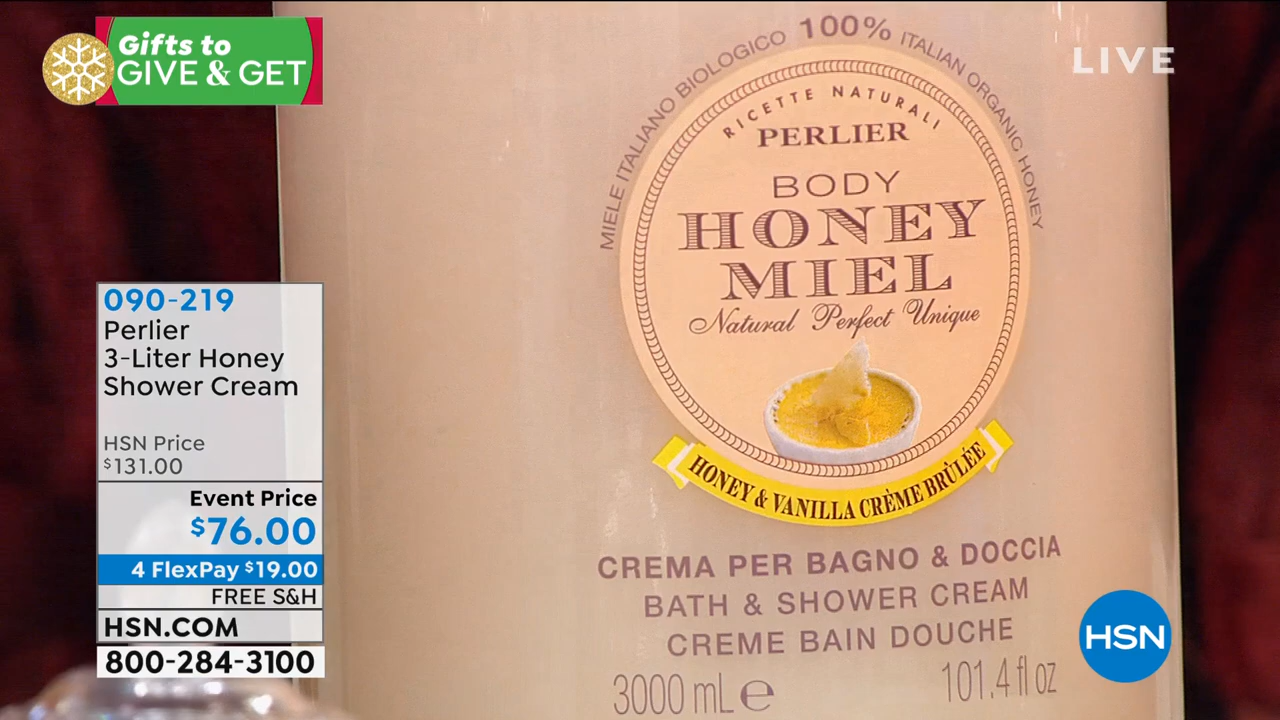 Gifts to
GIVE & GET
LIVE
MIELE ITALIANO BIOLOGICO 100% ITALIAN ORGANIC HONEY
RICETTE NATURALI
PERLIER
BODY
HONEY
MIEL
Natural Perfect Unique
HONEY & VANILLA CRÈME BRÛLÉE
CREMA PER BAGNO & DOCCIA
BATH & SHOWER CREAM
CREME BAIN DOUCHE
3000 mL e 101.4 fl oz
090-219
Perlier
3-Liter Honey
Shower Cream
HSN Price
$131.00
Event Price
$76.00
4 FlexPay $19.00
FREE S&H
HSN.COM
800-284-3100
HSN